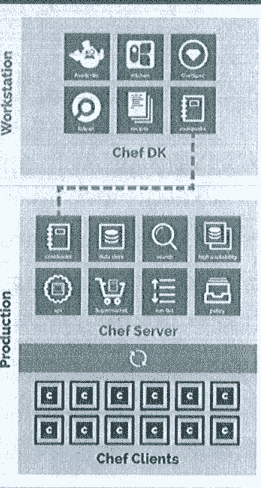 Workstation
kitchen
recipes
cookbooks
Chef DK
Production
cookbooks
data store
search
high availability
api
supermarket
run-list
policy
Chef Server
C C C C C C
C C C C C C
Chef Clients